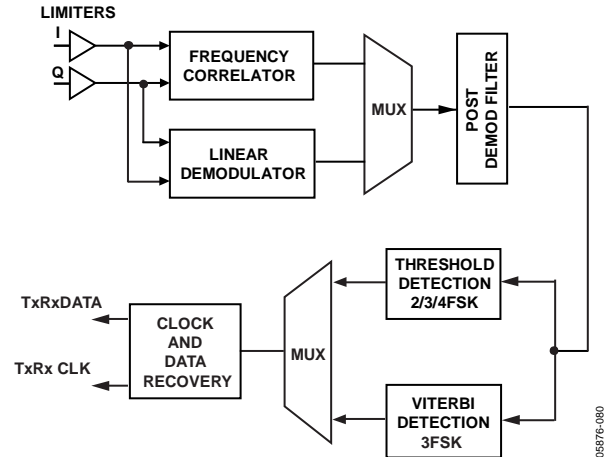 LIMITERS
I
Q
FREQUENCY
CORRELATOR
LINEAR
DEMODULATOR
MUX
POST
DEMOD FILTER
THRESHOLD
DETECTION
2/3/4FSK
VITERBI
DETECTION
3FSK
MUX
CLOCK
AND
DATA
RECOVERY
TxRxDATA
TxRx CLK
05876-080